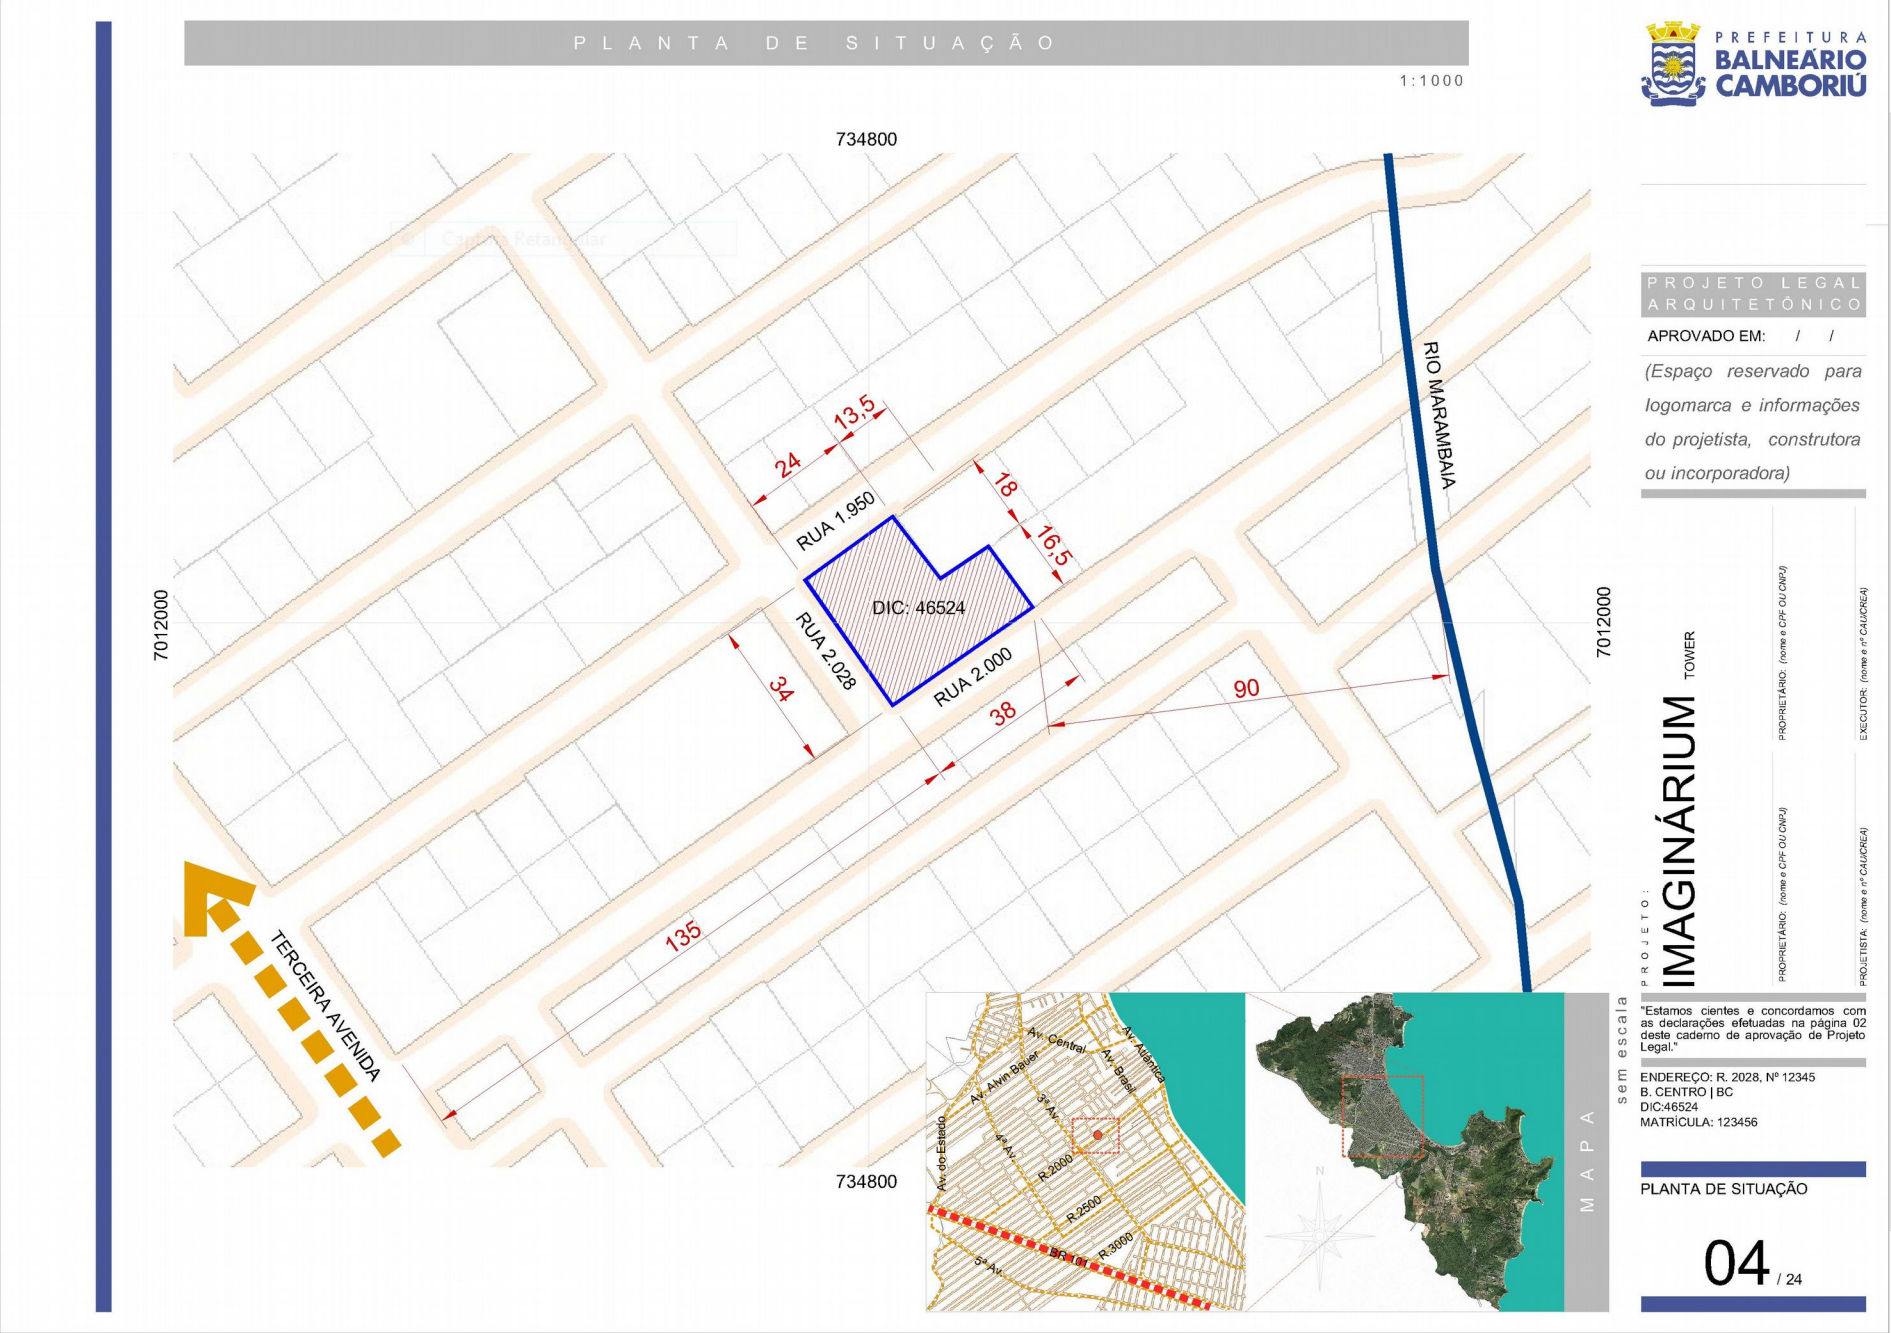 PLANTA DE SITUAÇÃO
1:1000
PREFEITURA
BALNEÁRIO
CAMBORIÚ
734800
Captura Retangular
PROJETO LEGAL
ARQUITETÔNICO
APROVADO EM: / /
(Espaço reservado para
logomarca e informações
do projetista, construtora
ou incorporadora)
RIO MARAMBAIA
13,5
24
18
16,5
RUA 1.950
DIC: 46524
RUA 2.028
RUA 2.000
34
38
90
135
7012000
7012000
TERCEIRA AVENIDA
734800
PROPRIETÁRIO: (nome e CPF OU CNPJ)
EXECUTOR: (nome e nº CAU/CREA)
PROPRIETÁRIO: (nome e CPF OU CNPJ)
PROJETISTA: (nome e nº CAU/CREA)
PROJETO:
IMAGINÁRIUM TOWER
"Estamos cientes e concordamos com
as declarações efetuadas na página 02
deste caderno de aprovação de Projeto
Legal."
ENDEREÇO: R. 2028, Nº 12345
B. CENTRO | BC
DIC:46524
MATRÍCULA: 123456
PLANTA DE SITUAÇÃO
04 / 24
Av. Central
Av. Atlântica
Av. Brasil
Av. Alvin Bauer
3ª Av.
4ª Av.
Av. do Estado
R.2000
R.2500
R.3000
BR 101
5ª Av.
N
MAPA
sem escala